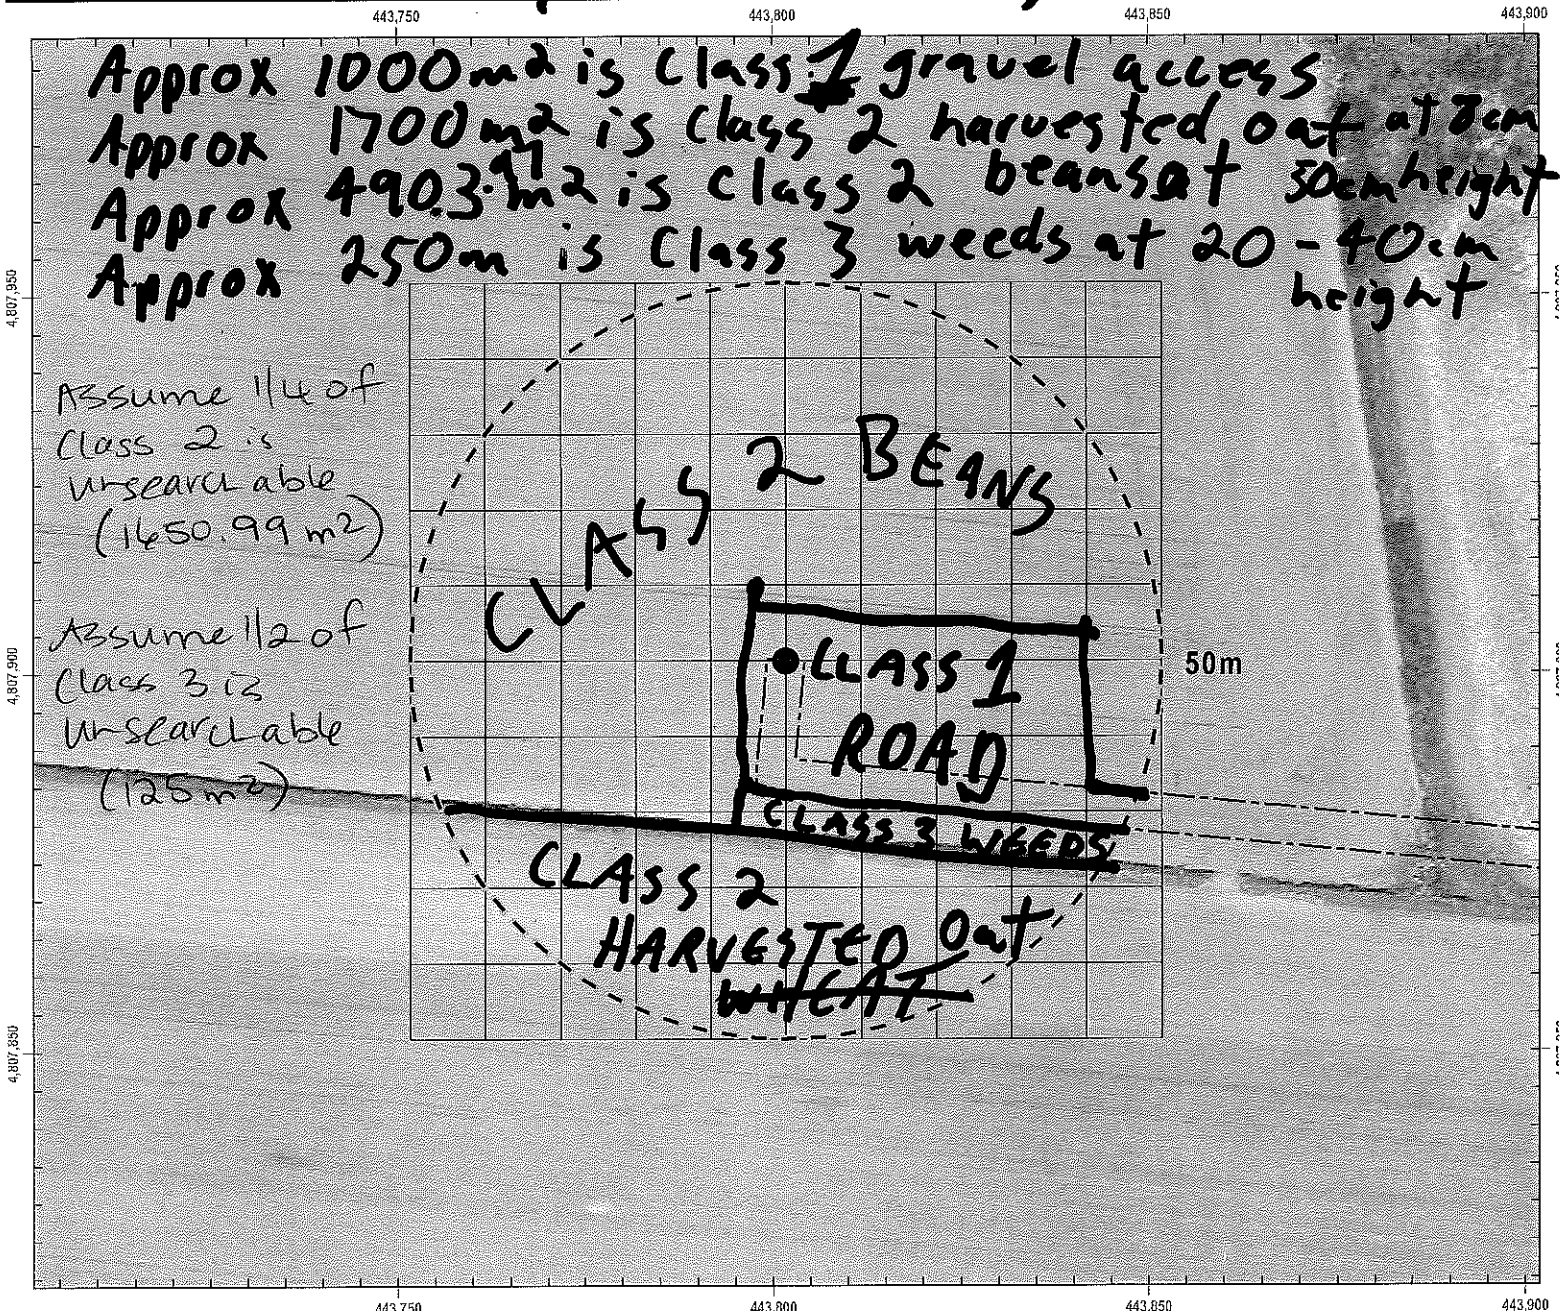 443,750 443,800 443,850 443,900
Approx 1000m2 is Class 1 gravel access
Approx 1700m2 is Class 2 harvested oat at 8cm
Approx 4903.97m2 is Class 2 beans at 30cm height
Approx 250m is Class 3 weeds at 20-40cm
height
4,807,950
Assume 1/4 of
Class 2 is
unsearchable
(1650.99 m2)
CLASS 2 BEANS
Assume 1/2 of
Class 3 is
unsearchable
(125m2)
4,807,900
CLASS 1
ROAD
50m
CLASS 3 WEEDS
CLASS 2
HARVESTED Oat
WHEAT
4,807,850
443,750 443,800 443,850 443,900